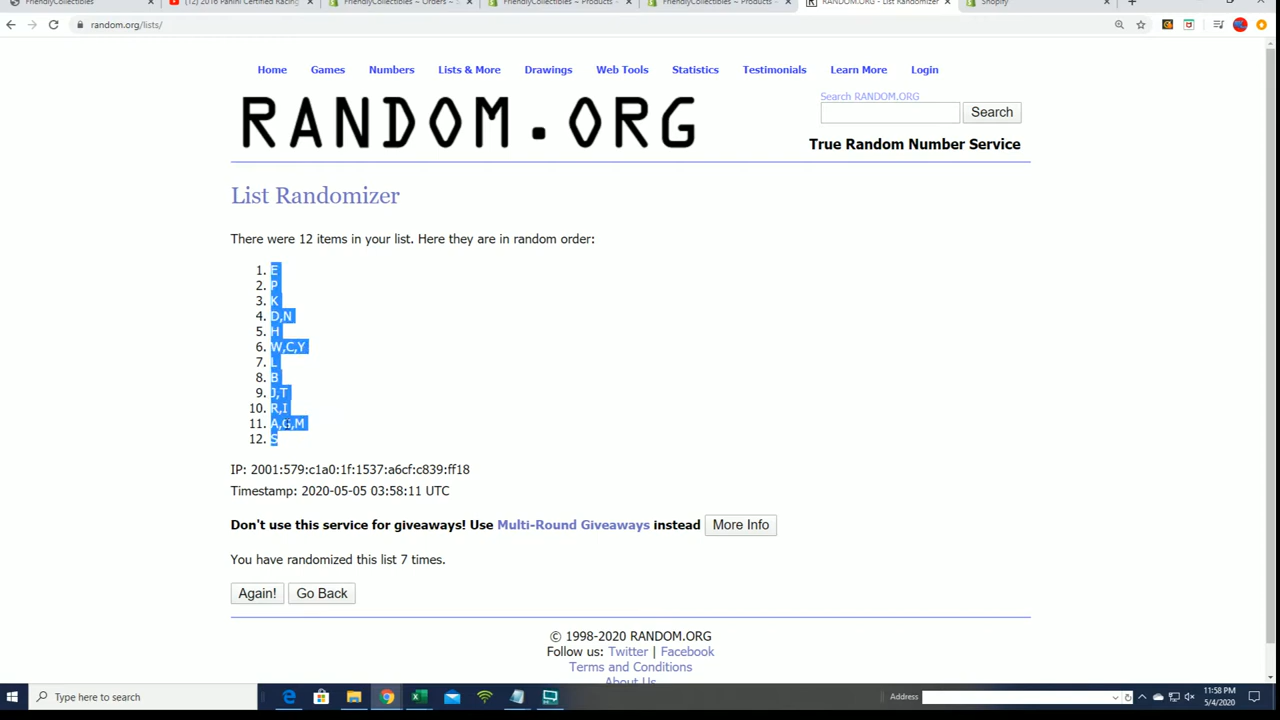 FriendlyCollectibles
(12) 2016 Panini Certified Racing
FriendlyCollectibles ~ Orders ~
FriendlyCollectibles ~ Products ~
FriendlyCollectibles ~ Products ~
RANDOM.ORG - List Randomizer
Shopify
random.org/lists/
Home
Games
Numbers
Lists & More
Drawings
Web Tools
Statistics
Testimonials
Learn More
Login
Search RANDOM.ORG
Search
RANDOM.ORG
True Random Number Service
List Randomizer
There were 12 items in your list. Here they are in random order:
1. E
2. P
3. K
4. D,N
5. H
6. W,C,Y
7. L
8. B
9. J,T
10. R,I
11. A,G,M
12. S
IP: 2001:579:c1a0:1f:1537:a6cf:c839:ff18
Timestamp: 2020-05-05 03:58:11 UTC
Don't use this service for giveaways! Use Multi-Round Giveaways instead
More Info
You have randomized this list 7 times.
Again!
Go Back
© 1998-2020 RANDOM.ORG
Follow us: Twitter | Facebook
Terms and Conditions
About Us
Type here to search
Address
11:58 PM
5/4/2020